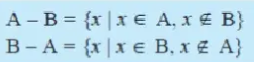 A – B = {x | x ∈ A, x ∉ B}
B – A = {x | x ∈ B, x ∉ A}